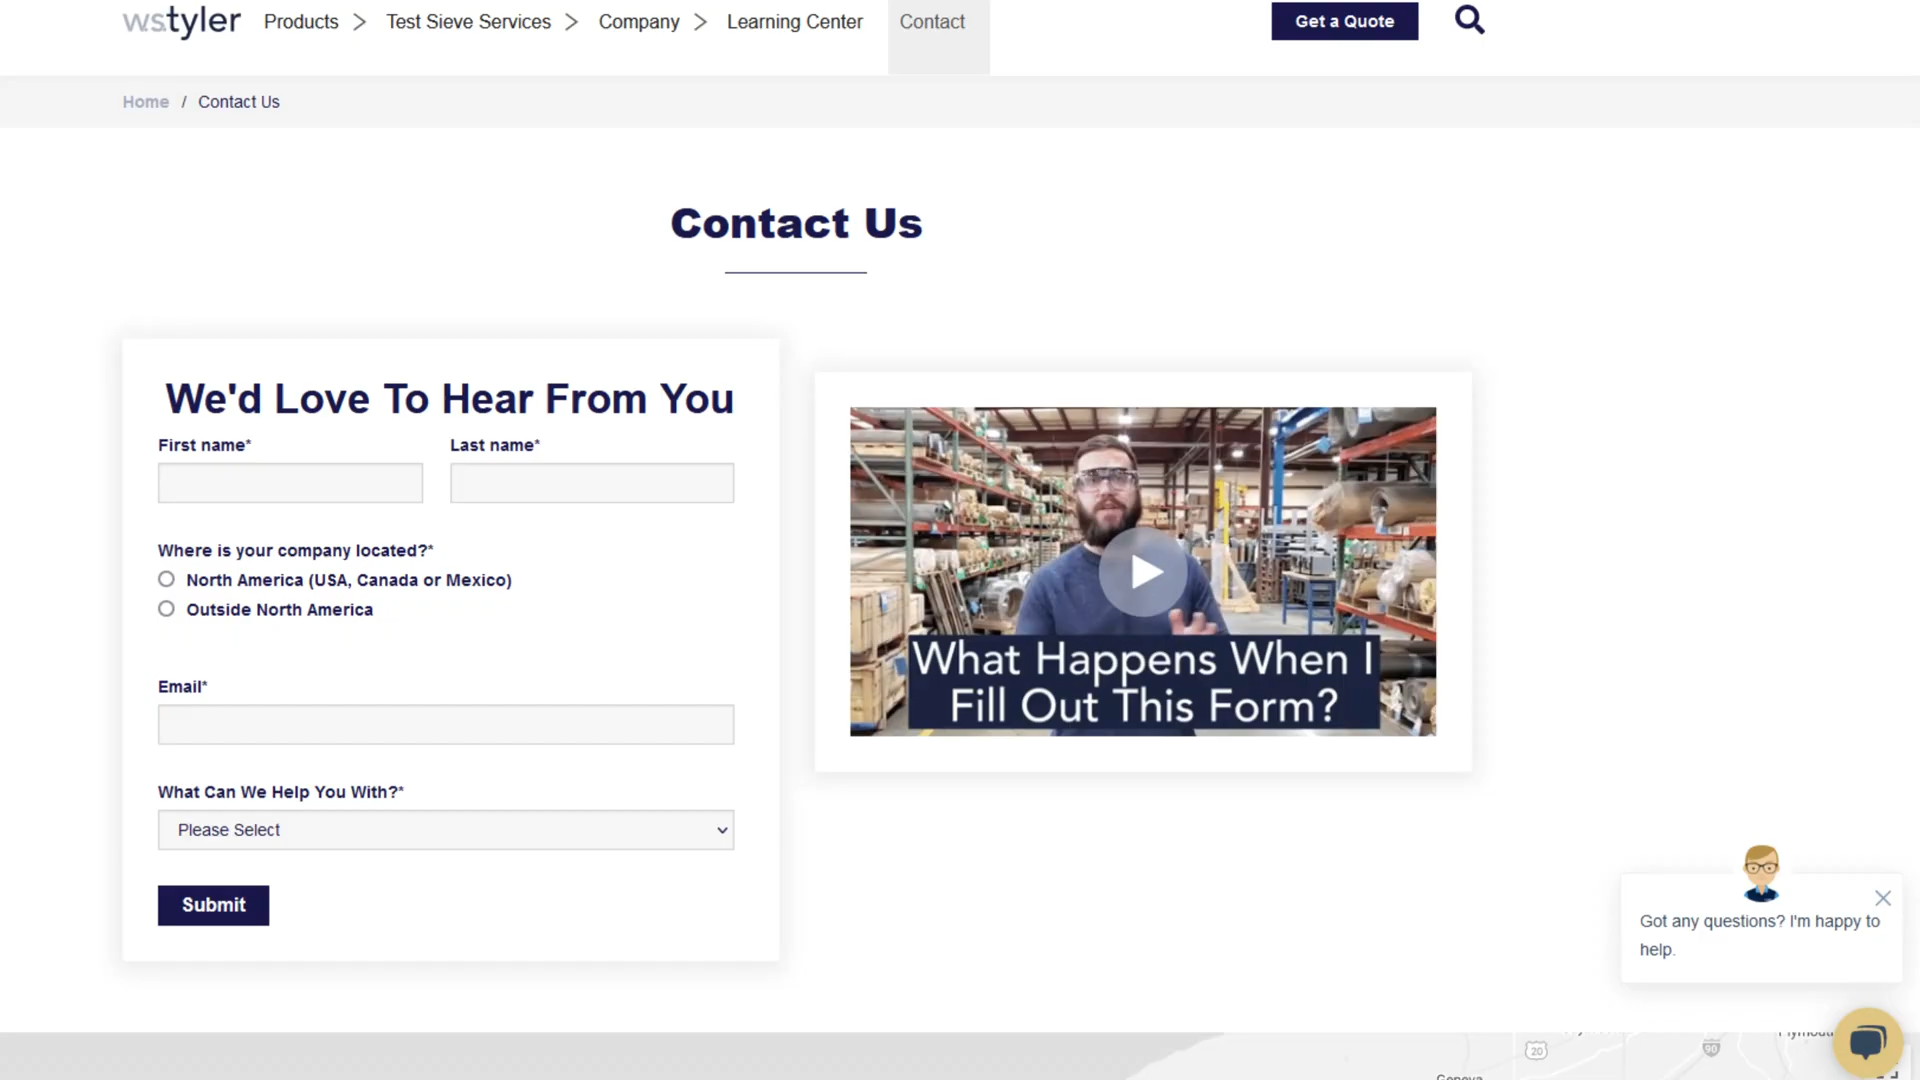 w.s.tyler Products Test Sieve Services Company Learning Center Contact Get a Quote
Home / Contact Us
Contact Us
We'd Love To Hear From You
First name* Last name*
Where is your company located?*
North America (USA, Canada or Mexico)
Outside North America
Email*
What Can We Help You With?*
Please Select
Submit
What Happens When I
Fill Out This Form?
Got any questions? I'm happy to
help.
20
90